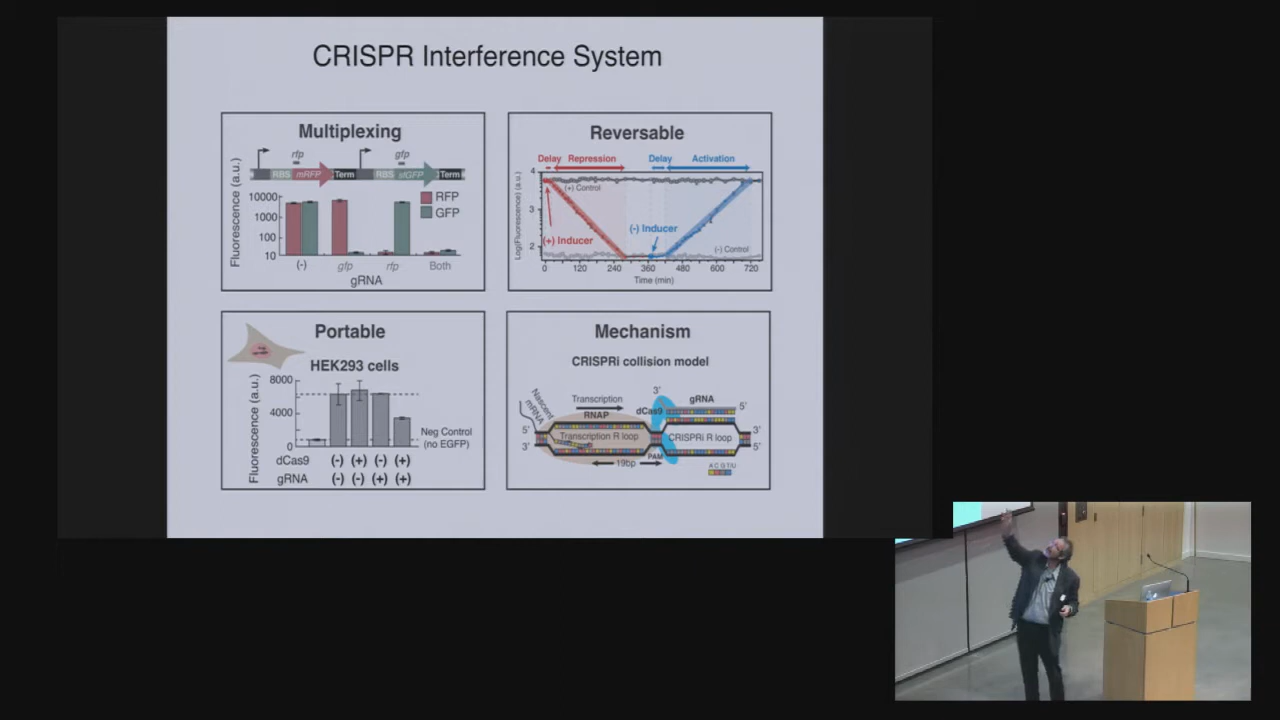 CRISPR Interference System
Multiplexing
rfp
gfp
RBS mRFP Term RBS sfGFP Term
Fluorescence (a.u.)
10000
1000
100
10
RFP
GFP
(-) gfp rfp Both
gRNA
Reversable
Delay Repression Delay Activation
Log(Fluorescence) (a.u.)
4
3
2
(+) Control
(-) Inducer
(+) Inducer
(-) Control
0 120 240 360 480 600 720
Time (min)
Portable
HEK293 cells
Fluorescence (a.u.)
8000
4000
0
Neg Control
(no EGFP)
dCas9 (-) (+) (-) (+)
gRNA (-) (-) (+) (+)
Mechanism
CRISPRi collision model
Nascent
mRNA
Transcription
RNAP
3'
dCas9
gRNA
5'
5'
3'
Transcription R loop
CRISPRi R loop
3'
5'
19bp
PAM
A C G T/U